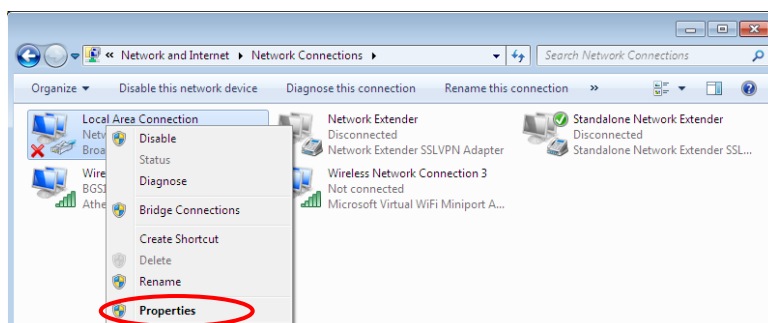 « Network and Internet ▸ Network Connections ▸
Search Network Connections
Organize ▾ Disable this network device Diagnose this connection Rename this connection »
Local Area Connection
Netw
Broa
Network Extender
Disconnected
Network Extender SSLVPN Adapter
Standalone Network Extender
Disconnected
Standalone Network Extender SSL...
Wire
BGS
Athe
Wireless Network Connection 3
Not connected
Microsoft Virtual WiFi Miniport A...
Disable
Status
Diagnose
Bridge Connections
Create Shortcut
Delete
Rename
Properties